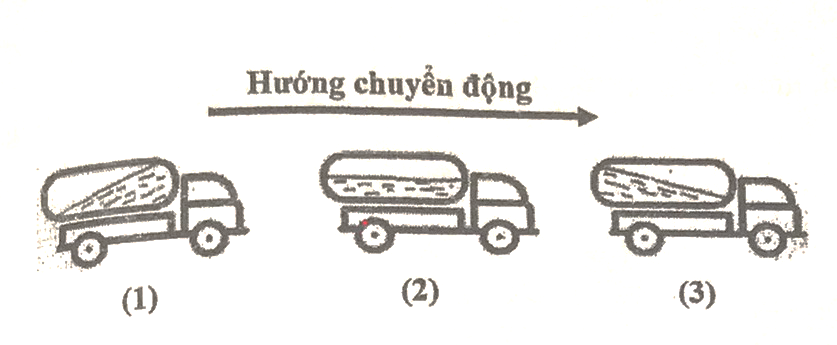 Hướng chuyển động
(1)
(2)
(3)